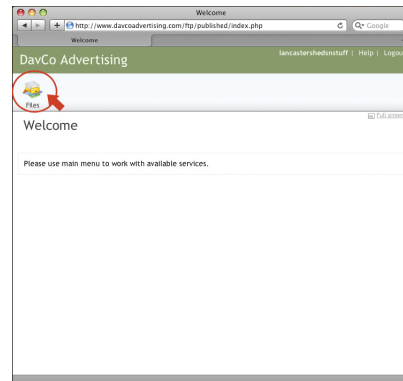 Welcome
http://www.davcoadvertising.com/ftp/published/index.php
Google
Welcome
DavCo Advertising
lancastershedsnstuff | Help | Logou
Files
Full screen
Welcome
Please use main menu to work with available services.